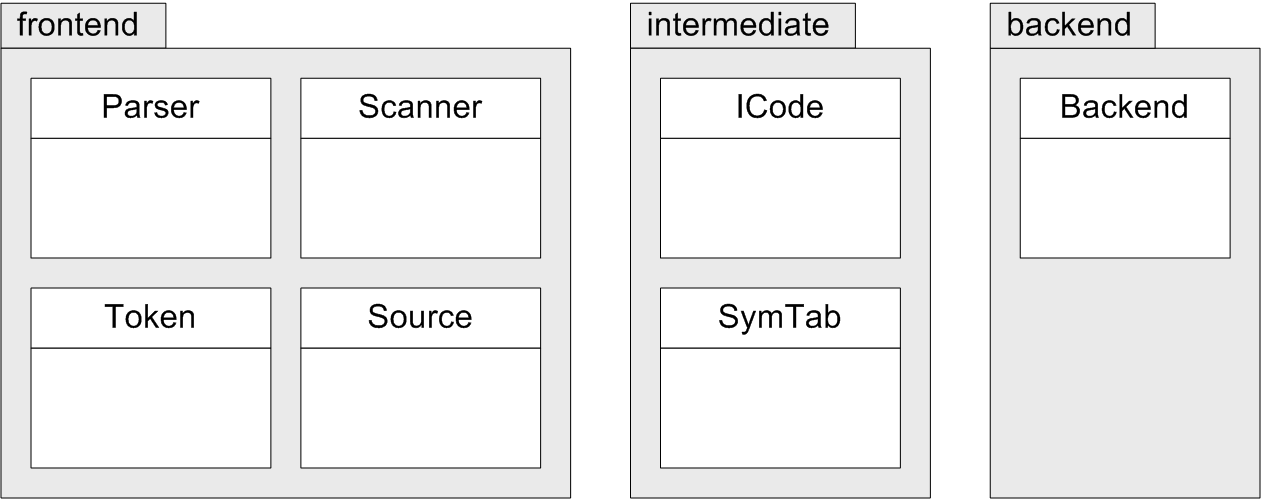 frontend
Parser
Scanner
Token
Source
intermediate
ICode
SymTab
backend
Backend